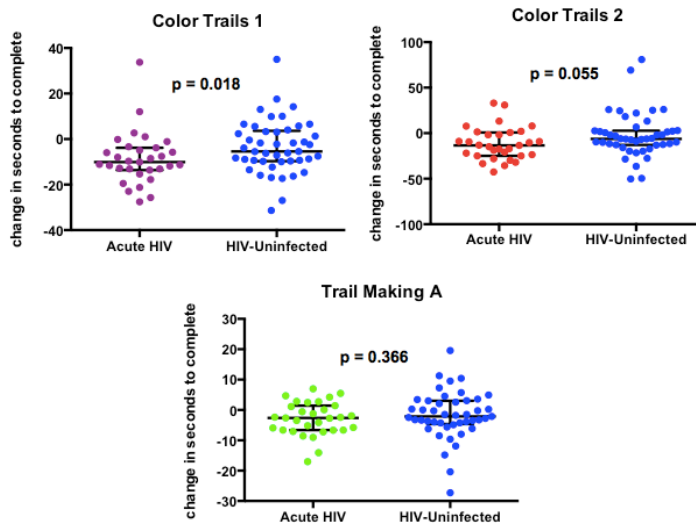 Color Trails 1
change in seconds to complete
40
20
0
-20
-40
p = 0.018
Acute HIV
HIV-Uninfected
Color Trails 2
change in seconds to complete
100
50
0
-50
-100
p = 0.055
Acute HIV
HIV-Uninfected
Trail Making A
change in seconds to complete
30
20
10
0
-10
-20
-30
p = 0.366
Acute HIV
HIV-Uninfected